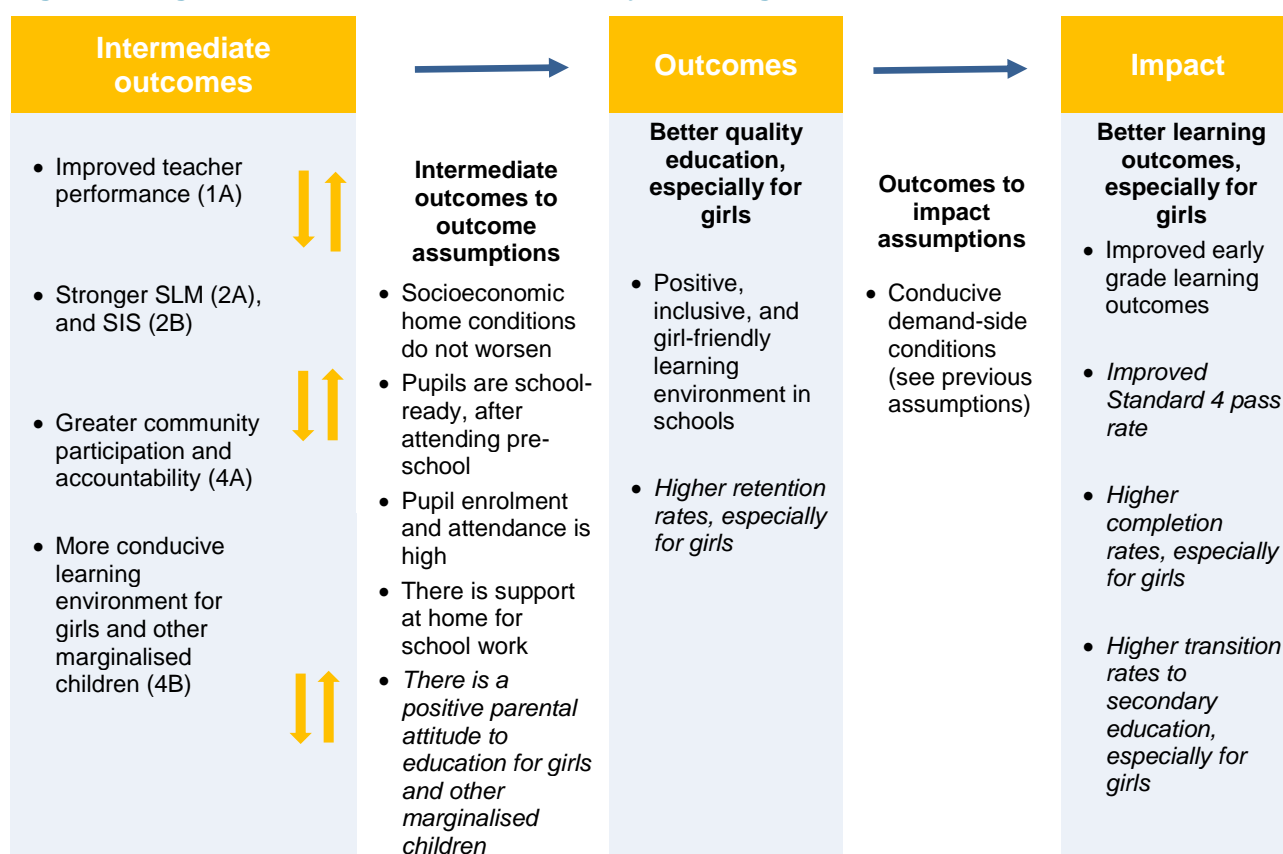 Intermediate
outcomes
• Improved teacher
performance (1A)
• Stronger SLM (2A),
and SIS (2B)
• Greater community
participation and
accountability (4A)
• More conducive
learning
environment for
girls and other
marginalised
children (4B)
Intermediate
outcomes to
outcome
assumptions
• Socioeconomic
home conditions
do not worsen
• Pupils are school-
ready, after
attending pre-
school
• Pupil enrolment
and attendance is
high
• There is support
at home for
school work
• There is a
positive parental
attitude to
education for girls
and other
marginalised
children
Outcomes
Better quality
education,
especially for
girls
• Positive,
inclusive, and
girl-friendly
learning
environment in
schools
• Higher retention
rates, especially
for girls
Outcomes to
impact
assumptions
• Conducive
demand-side
conditions
(see previous
assumptions)
Impact
Better learning
outcomes,
especially for
girls
• Improved early
grade learning
outcomes
• Improved
Standard 4 pass
rate
• Higher
completion
rates, especially
for girls
• Higher transition
rates to
secondary
education,
especially for
girls